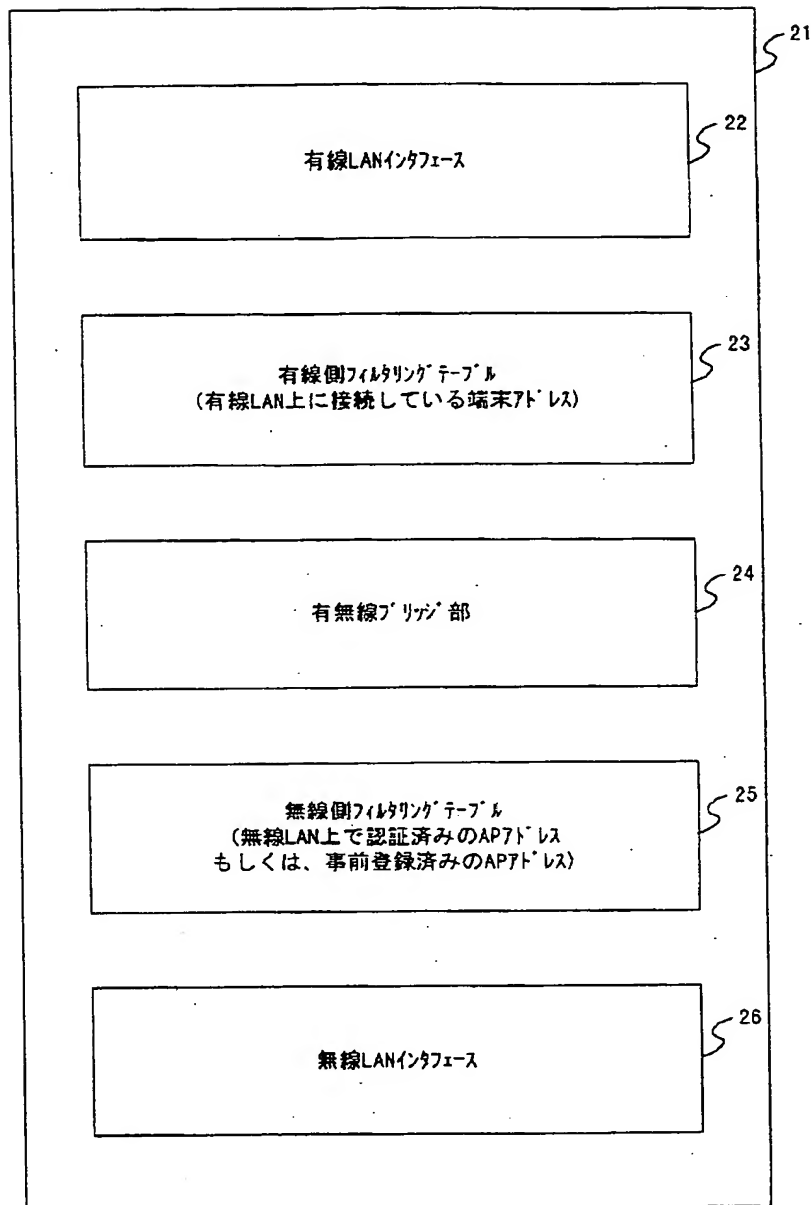 21
22
有線LANｲﾝﾀﾌｪｰｽ
23
有線側ﾌｨﾙﾀﾘﾝｸﾞﾃｰﾌﾞﾙ
(有線LAN上に接続している端末ｱﾄﾞﾚｽ)
24
有無線ﾌﾞﾘｯｼﾞ部
25
無線側ﾌｨﾙﾀﾘﾝｸﾞﾃｰﾌﾞﾙ
(無線LAN上で認証済みのAPｱﾄﾞﾚｽ
もしくは、事前登録済みのAPｱﾄﾞﾚｽ)
26
無線LANｲﾝﾀﾌｪｰｽ